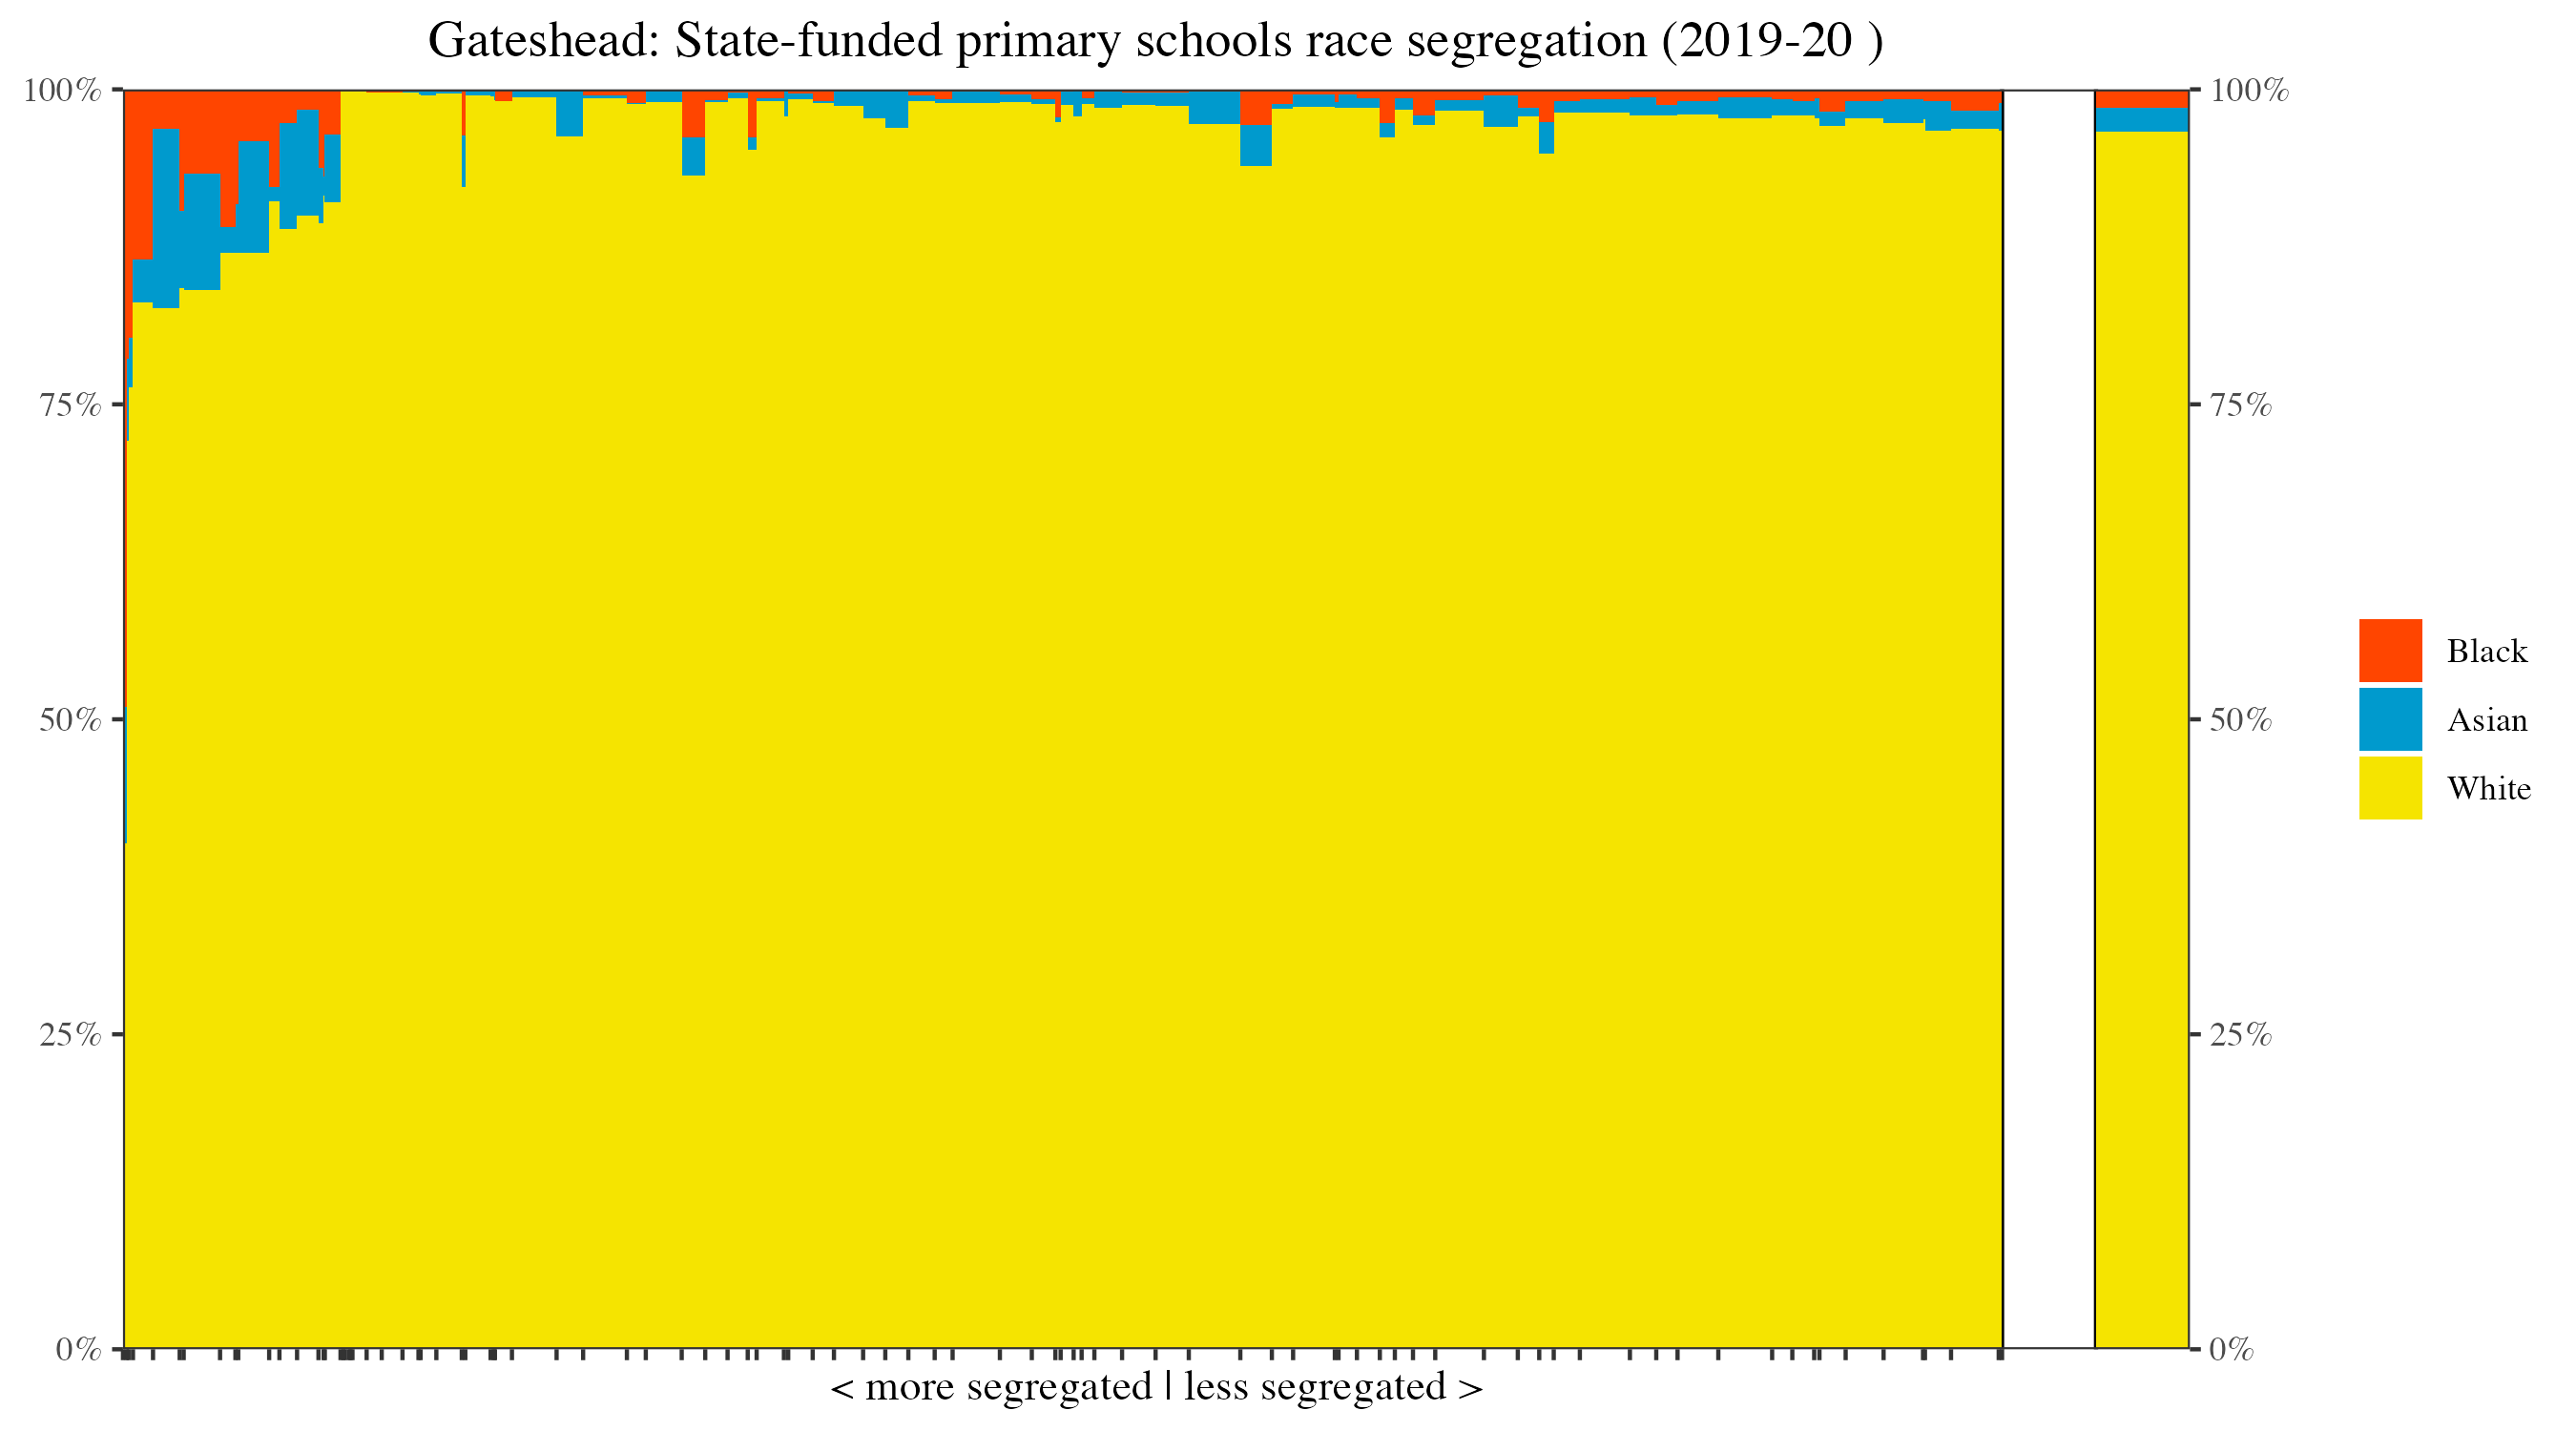 Gateshead: State-funded primary schools race segregation (2019-20 )
100%
75%
50%
25%
0%
100%
75%
50%
25%
0%
< more segregated | less segregated >
Black
Asian
White